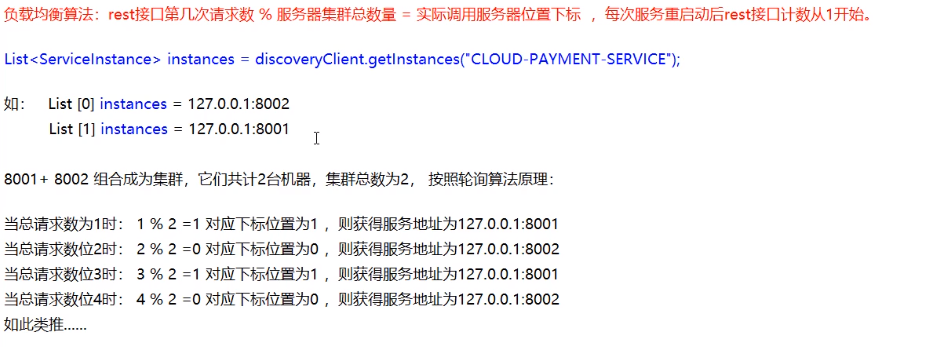 负载均衡算法：rest接口第几次请求数 % 服务器集群总数量 = 实际调用服务器位置下标 ，每次服务重启动后rest接口计数从1开始。
List<ServiceInstance> instances = discoveryClient.getInstances("CLOUD-PAYMENT-SERVICE");
如： List [0] instances = 127.0.0.1:8002
List [1] instances = 127.0.0.1:8001
8001+ 8002 组合成为集群，它们共计2台机器，集群总数为2， 按照轮询算法原理：
当总请求数为1时： 1 % 2 =1 对应下标位置为1 ，则获得服务地址为127.0.0.1:8001
当总请求数位2时： 2 % 2 =0 对应下标位置为0 ，则获得服务地址为127.0.0.1:8002
当总请求数位3时： 3 % 2 =1 对应下标位置为1 ，则获得服务地址为127.0.0.1:8001
当总请求数位4时： 4 % 2 =0 对应下标位置为0 ，则获得服务地址为127.0.0.1:8002
如此类推......